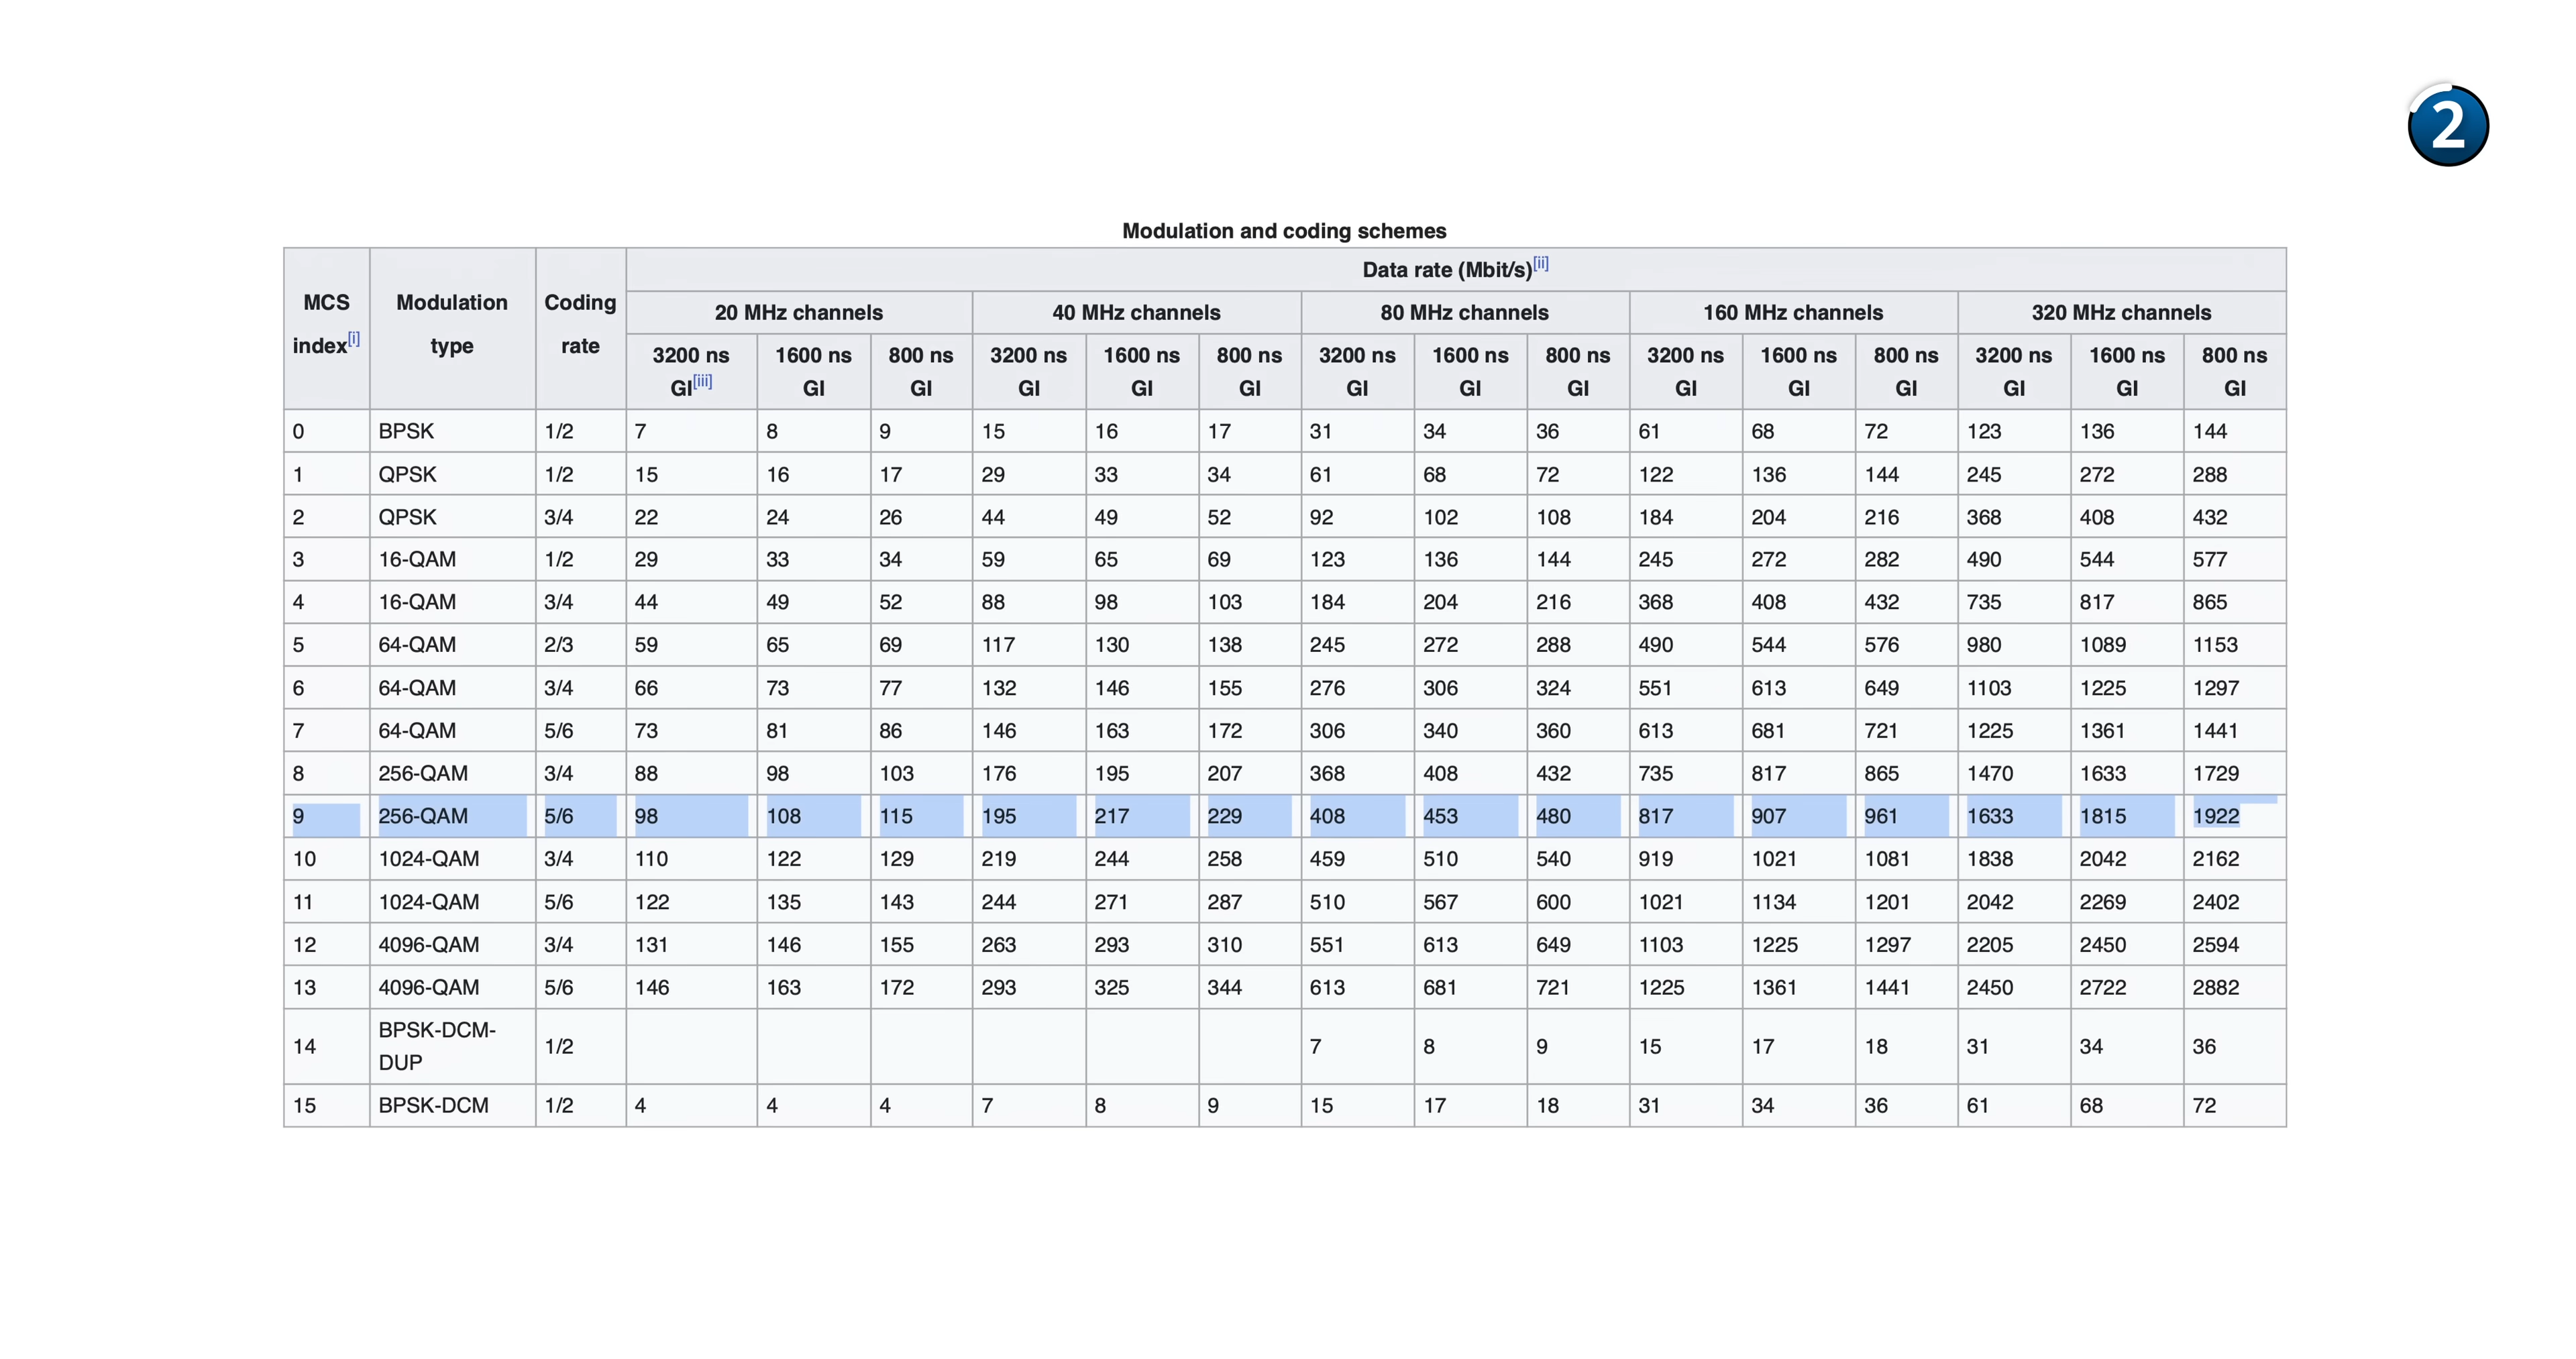 2
Modulation and coding schemes
MCS index[i] Modulation type Coding rate Data rate (Mbit/s)[ii]
20 MHz channels 40 MHz channels 80 MHz channels 160 MHz channels 320 MHz channels
3200 ns GI[iii] 1600 ns GI 800 ns GI 3200 ns GI 1600 ns GI 800 ns GI 3200 ns GI 1600 ns GI 800 ns GI 3200 ns GI 1600 ns GI 800 ns GI 3200 ns GI 1600 ns GI 800 ns GI
0 BPSK 1/2 7 8 9 15 16 17 31 34 36 61 68 72 123 136 144
1 QPSK 1/2 15 16 17 29 33 34 61 68 72 122 136 144 245 272 288
2 QPSK 3/4 22 24 26 44 49 52 92 102 108 184 204 216 368 408 432
3 16-QAM 1/2 29 33 34 59 65 69 123 136 144 245 272 282 490 544 577
4 16-QAM 3/4 44 49 52 88 98 103 184 204 216 368 408 432 735 817 865
5 64-QAM 2/3 59 65 69 117 130 138 245 272 288 490 544 576 980 1089 1153
6 64-QAM 3/4 66 73 77 132 146 155 276 306 324 551 613 649 1103 1225 1297
7 64-QAM 5/6 73 81 86 146 163 172 306 340 360 613 681 721 1225 1361 1441
8 256-QAM 3/4 88 98 103 176 195 207 368 408 432 735 817 865 1470 1633 1729
9 256-QAM 5/6 98 108 115 195 217 229 408 453 480 817 907 961 1633 1815 1922
10 1024-QAM 3/4 110 122 129 219 244 258 459 510 540 919 1021 1081 1838 2042 2162
11 1024-QAM 5/6 122 135 143 244 271 287 510 567 600 1021 1134 1201 2042 2269 2402
12 4096-QAM 3/4 131 146 155 263 293 310 551 613 649 1103 1225 1297 2205 2450 2594
13 4096-QAM 5/6 146 163 172 293 325 344 613 681 721 1225 1361 1441 2450 2722 2882
14 BPSK-DCM-DUP 1/2 7 8 9 15 17 18 31 34 36
15 BPSK-DCM 1/2 4 4 4 7 8 9 15 17 18 31 34 36 61 68 72